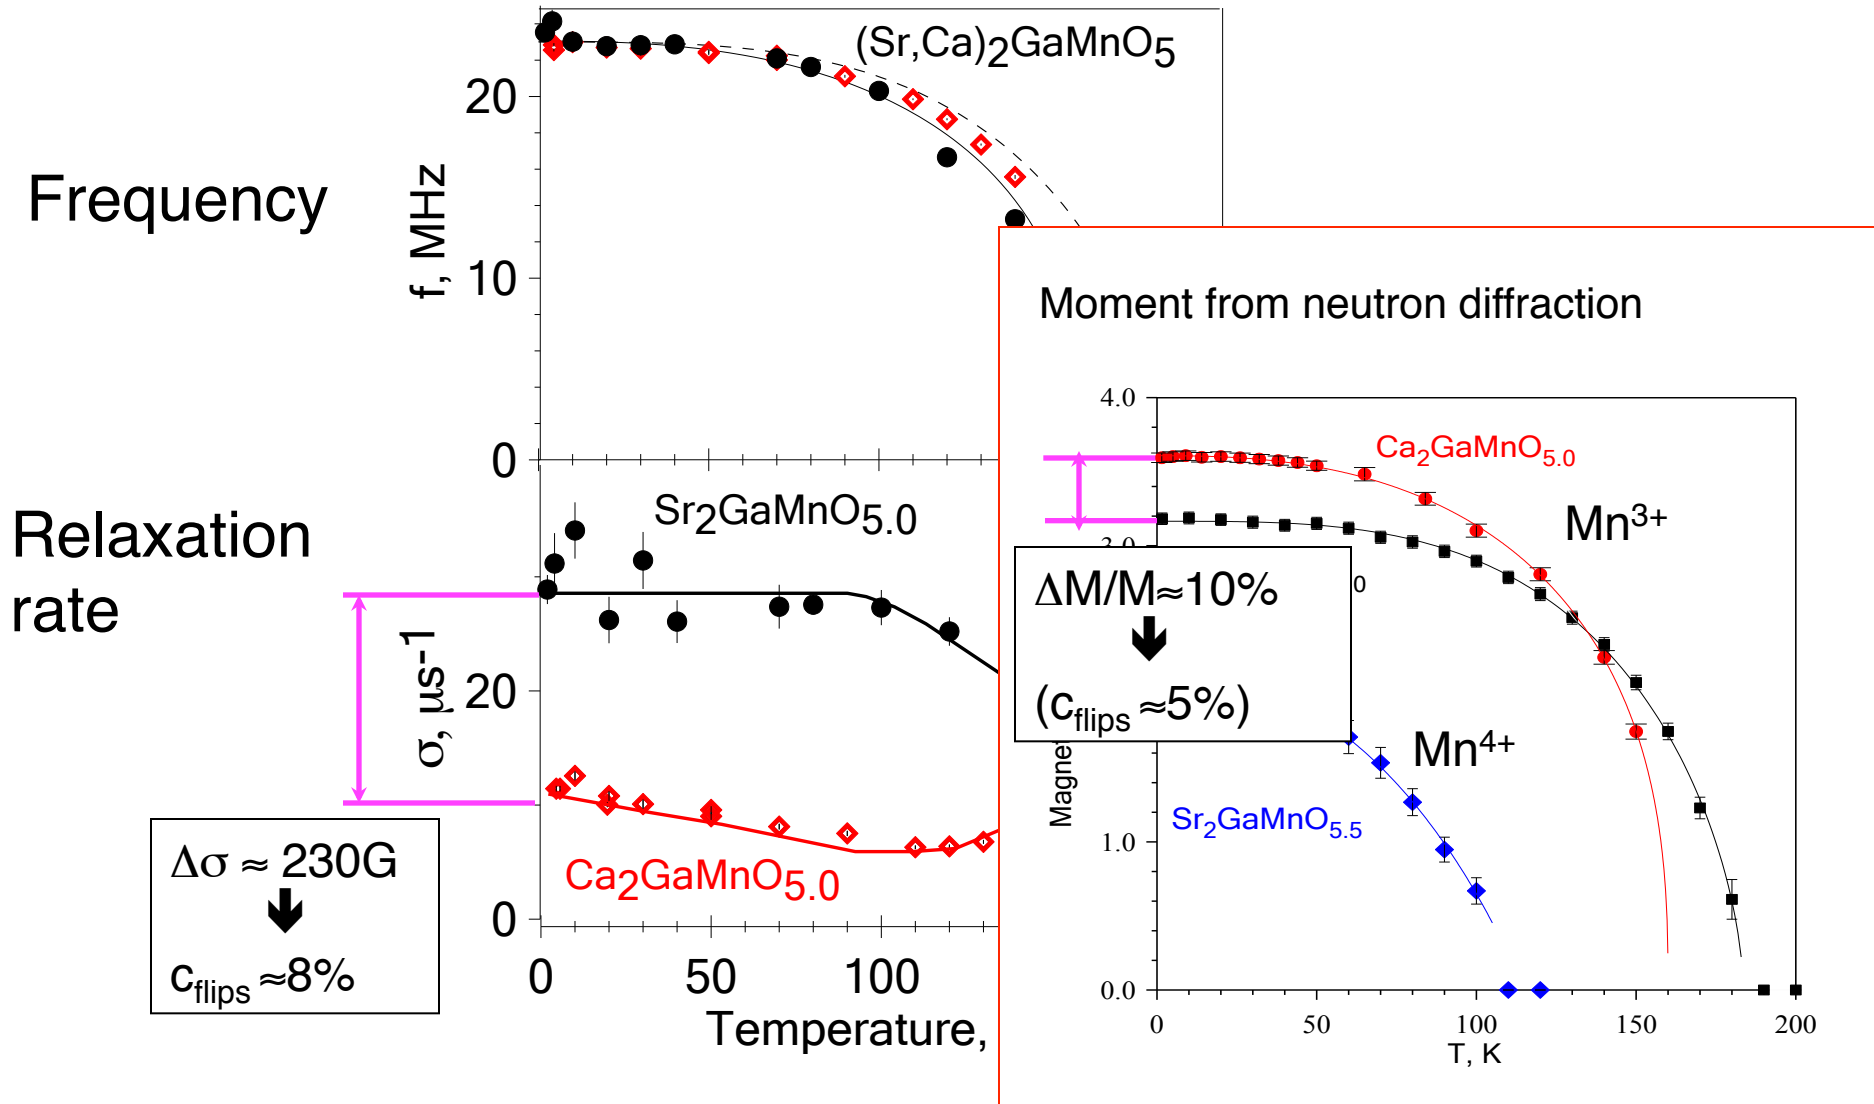 (Sr,Ca)2GaMnO5
20
Frequency
f, MHz
10
0
Moment from neutron diffraction
4.0
Ca2GaMnO5.0
Mn3+
Sr2GaMnO5.0
Relaxation
rate
σ, μs-1
20
ΔM/M≈10%
(cflips ≈5%)
0
Mn4+
Sr2GaMnO5.5
1.0
0.0
0
50
100
150
200
T, K
Ca2GaMnO5.0
Δσ ≈ 230G
cflips ≈8%
0
0
50
100
Temperature,